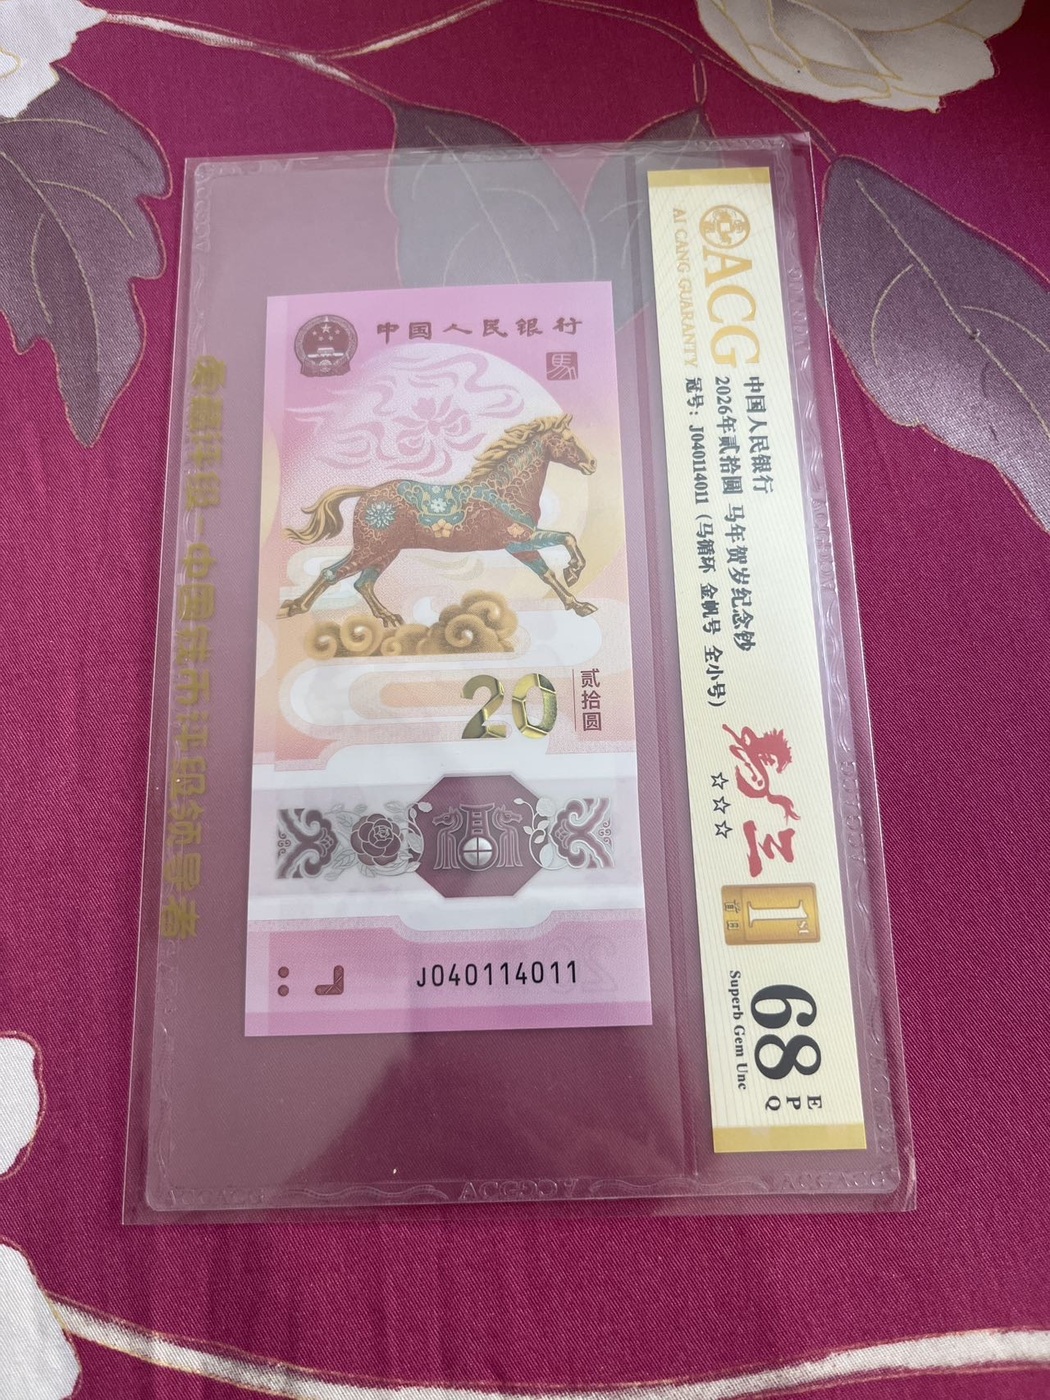 中国人民银行
馬
20
贰拾圆
J040114011
ACG
AI CANG GUARANTY
中国人民银行
2026年贰拾圆 马年贺岁纪念钞
冠号：J040114011（马循环 金帆号 全小号）
☆☆☆
1ST
68
E
P
Q
Superb Gem Unc